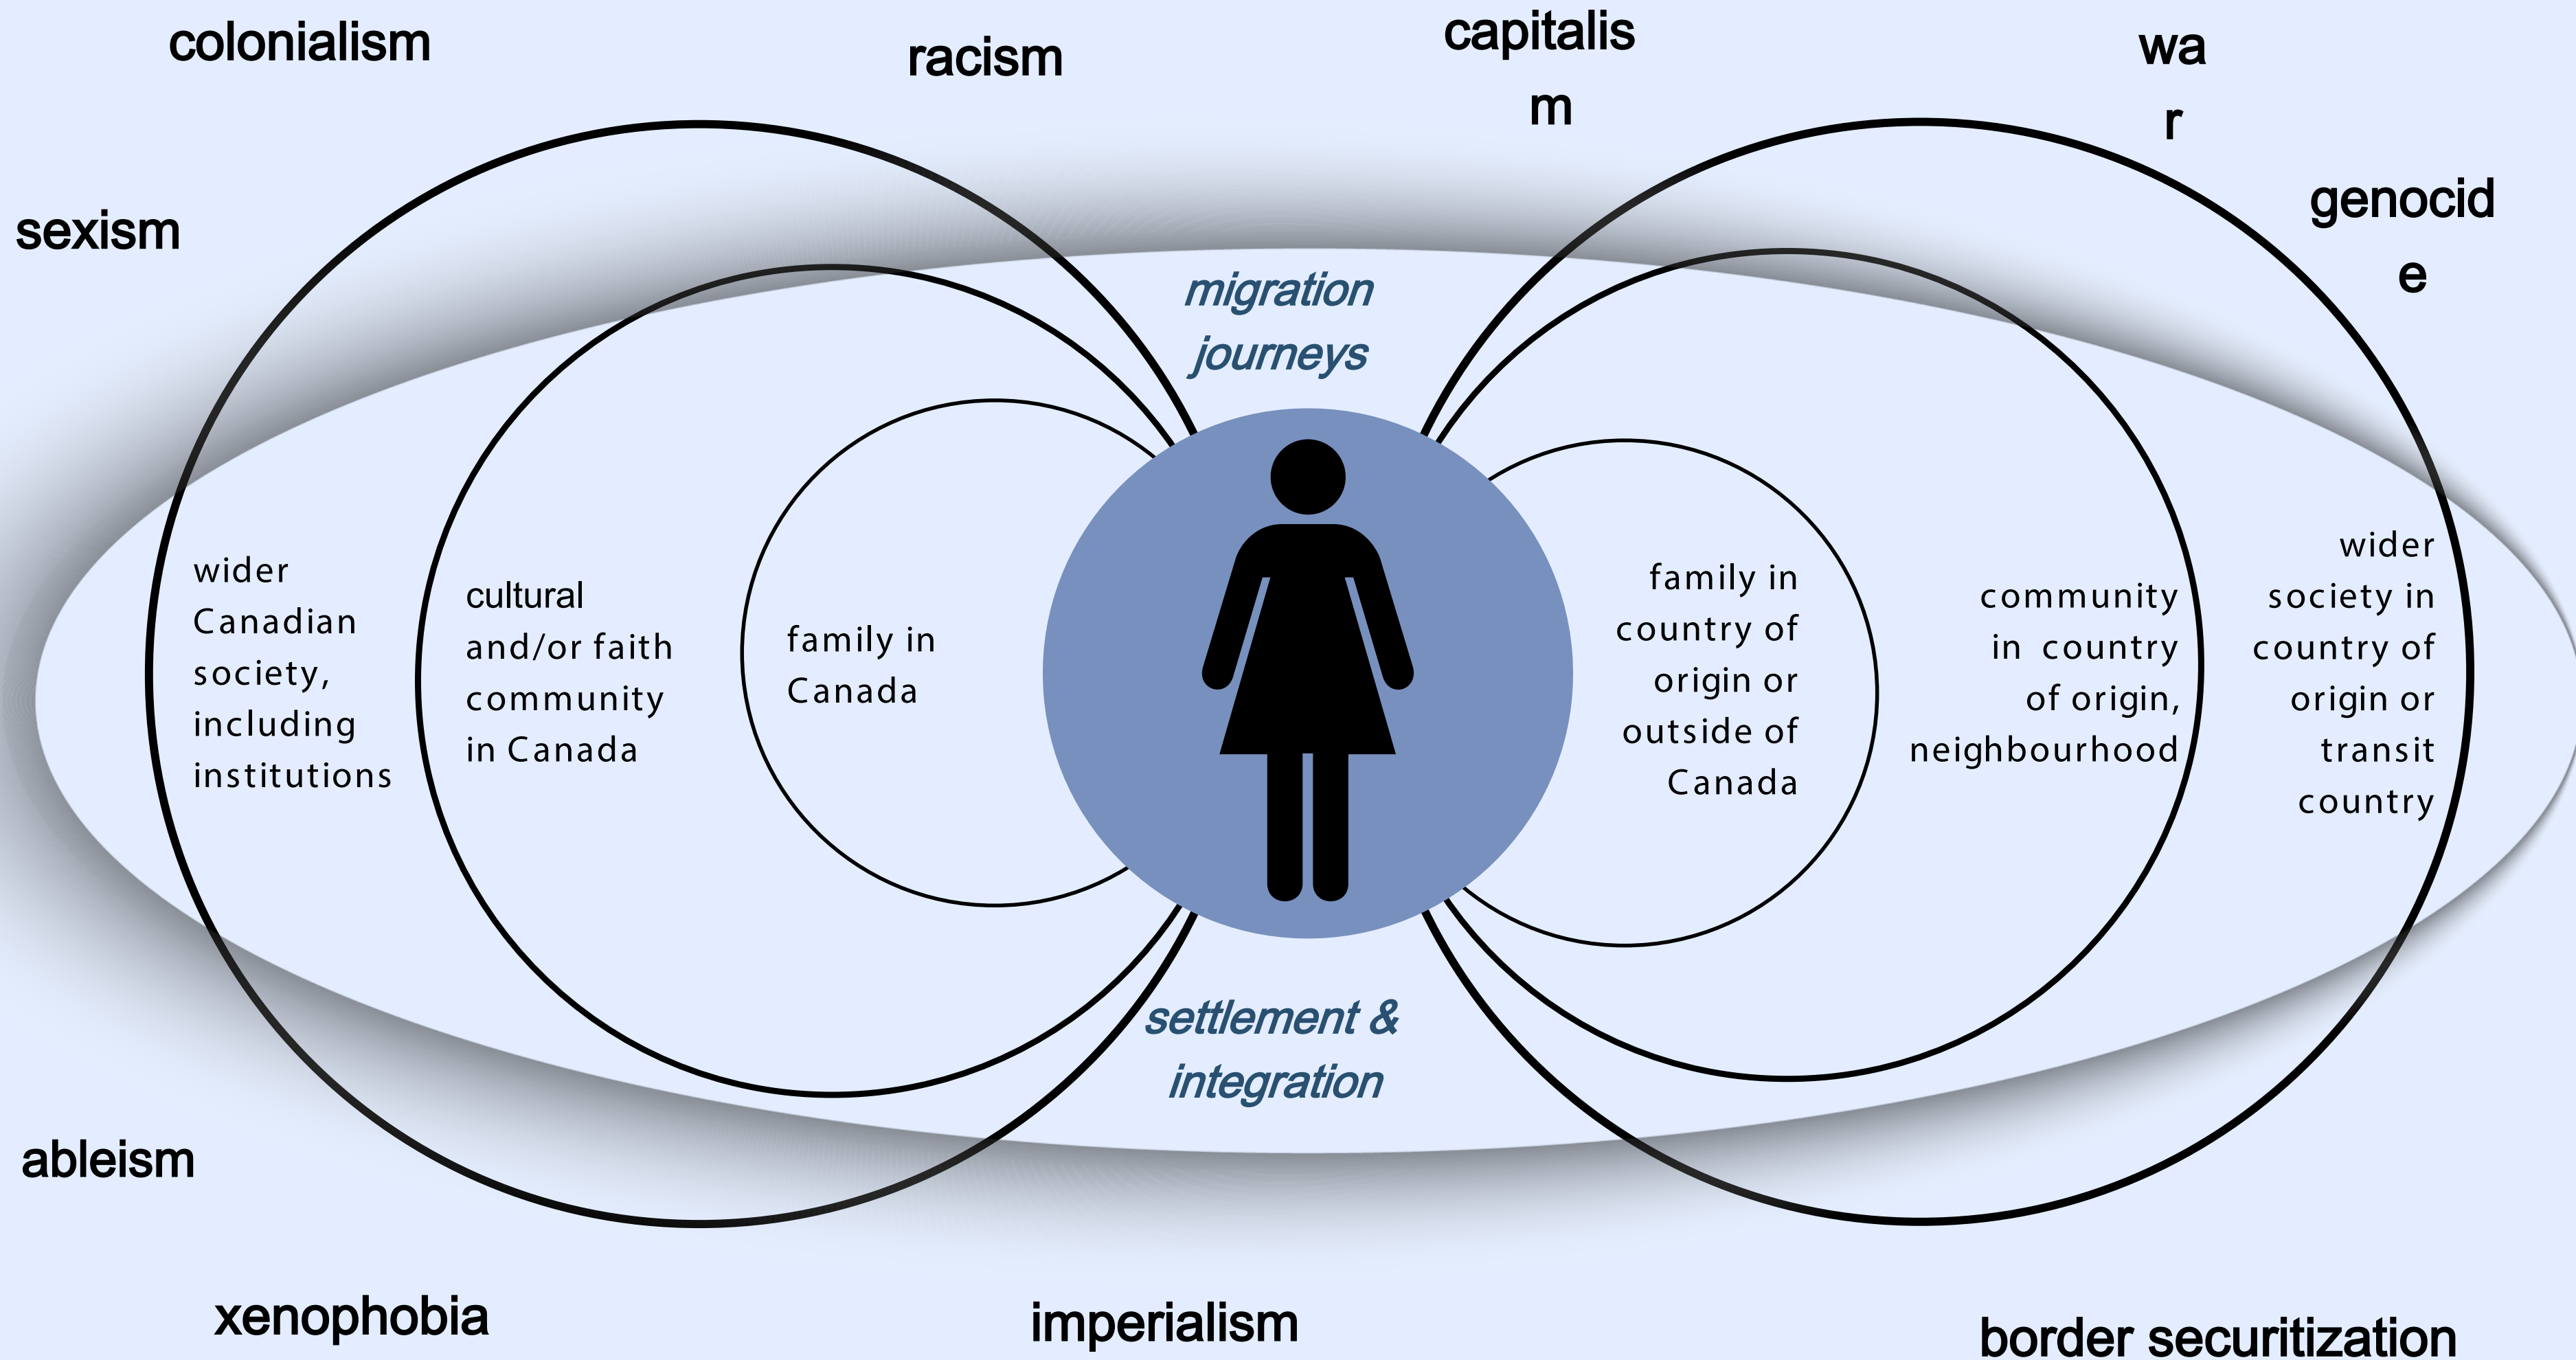 colonialism
racism
capitalis
m
wa
r
sexism
genocid
e
migration
journeys
wider
Canadian
society,
including
institutions
cultural
and/or faith
community
in Canada
family in
Canada
family in
country of
origin or
outside of
Canada
community
in country
of origin,
neighbourhood
wider
society in
country of
origin or
transit
country
settlement &
integration
ableism
xenophobia
imperialism
border securitization